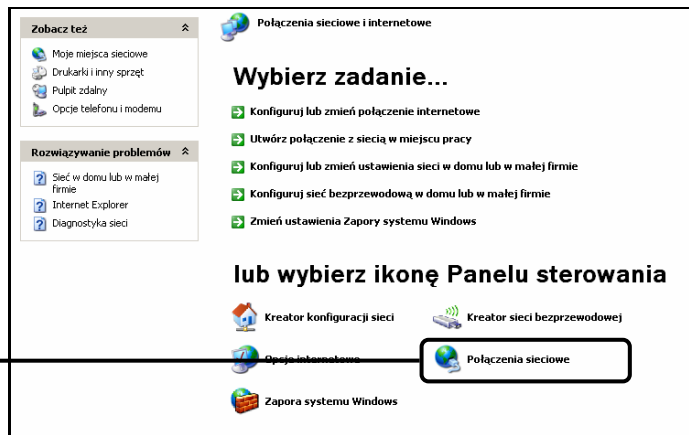 Zobacz też
Moje miejsca sieciowe
Drukarki i inny sprzęt
Pulpit zdalny
Opcje telefonu i modemu
Rozwiązywanie problemów
Sieć w domu lub w małej
firmie
Internet Explorer
Diagnostyka sieci
Połączenia sieciowe i internetowe
Wybierz zadanie...
Konfiguruj lub zmień połączenie internetowe
Utwórz połączenie z siecią w miejscu pracy
Konfiguruj lub zmień ustawienia sieci w domu lub w małej firmie
Konfiguruj sieć bezprzewodową w domu lub w małej firmie
Zmień ustawienia Zapory systemu Windows
lub wybierz ikonę Panelu sterowania
Kreator konfiguracji sieci
Kreator sieci bezprzewodowej
Opcje internetowe
Połączenia sieciowe
Zapora systemu Windows